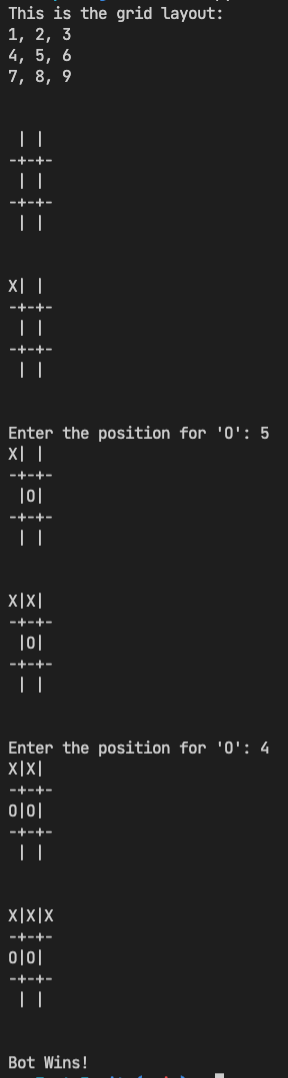 This is the grid layout:
1, 2, 3
4, 5, 6
7, 8, 9

 | |
-+-+-
 | |
-+-+-
 | |

X| |
-+-+-
 | |
-+-+-
 | |

Enter the position for 'O': 5
X| |
-+-+-
 |O|
-+-+-
 | |

X|X|
-+-+-
 |O|
-+-+-
 | |

Enter the position for 'O': 4
X|X|
-+-+-
O|O|
-+-+-
 | |

X|X|X
-+-+-
O|O|
-+-+-
 | |

Bot Wins!